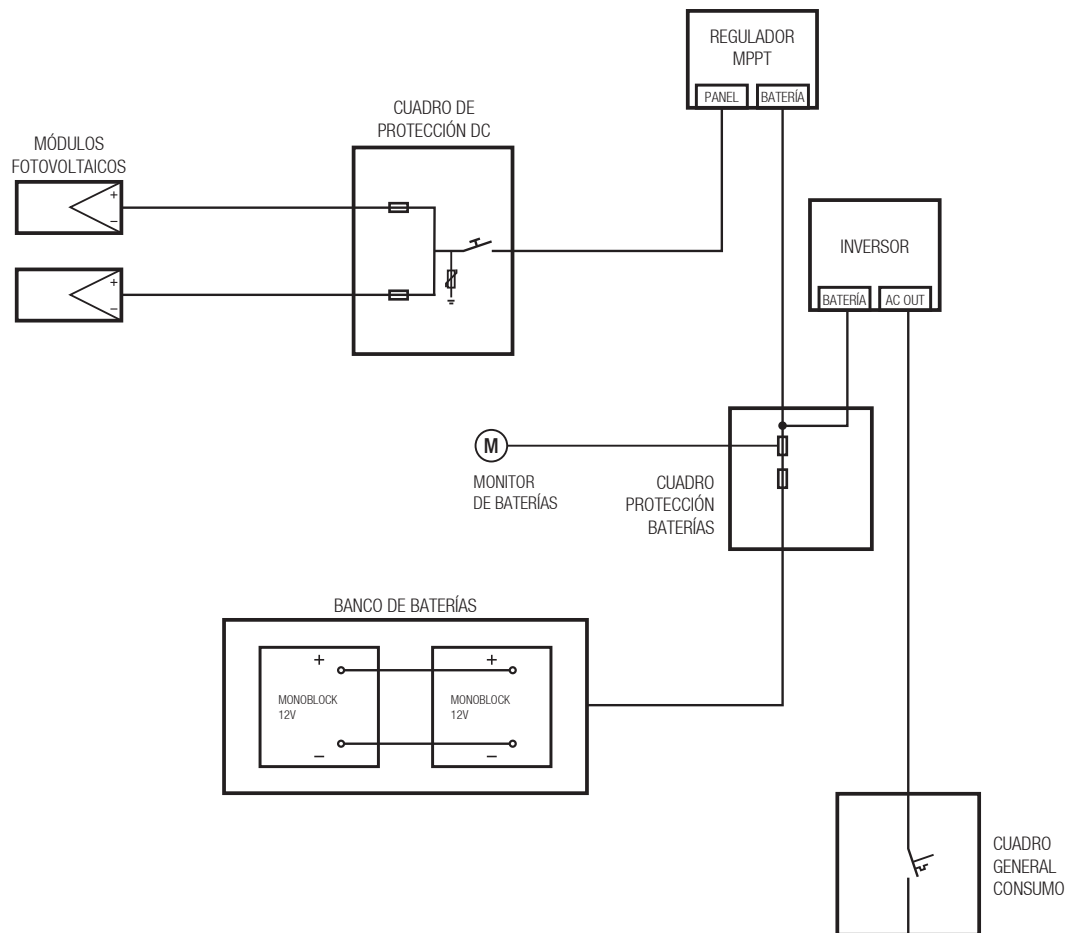 REGULADOR
MPPT
PANEL
BATERÍA
CUADRO DE
PROTECCIÓN DC
MÓDULOS
FOTOVOLTAICOS
+
−
+
−
INVERSOR
BATERÍA
AC OUT
M
MONITOR
DE BATERÍAS
CUADRO
PROTECCIÓN
BATERÍAS
BANCO DE BATERÍAS
+
MONOBLOCK
12V
−
+
MONOBLOCK
12V
−
CUADRO
GENERAL
CONSUMO